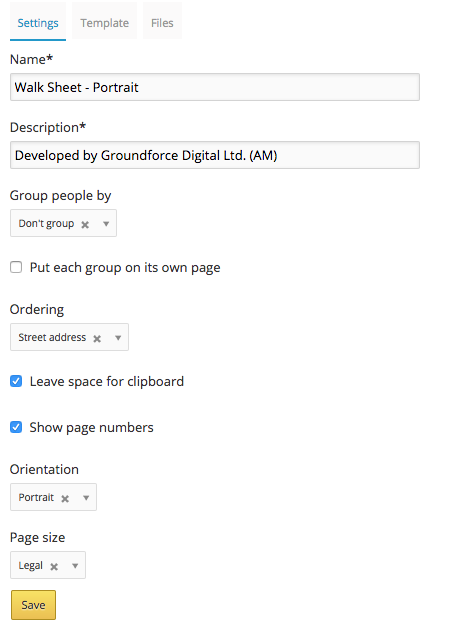 Settings Template Files
Name*
Walk Sheet - Portrait
Description*
Developed by Groundforce Digital Ltd. (AM)
Group people by
Don't group
Put each group on its own page
Ordering
Street address
Leave space for clipboard
Show page numbers
Orientation
Portrait
Page size
Legal
Save